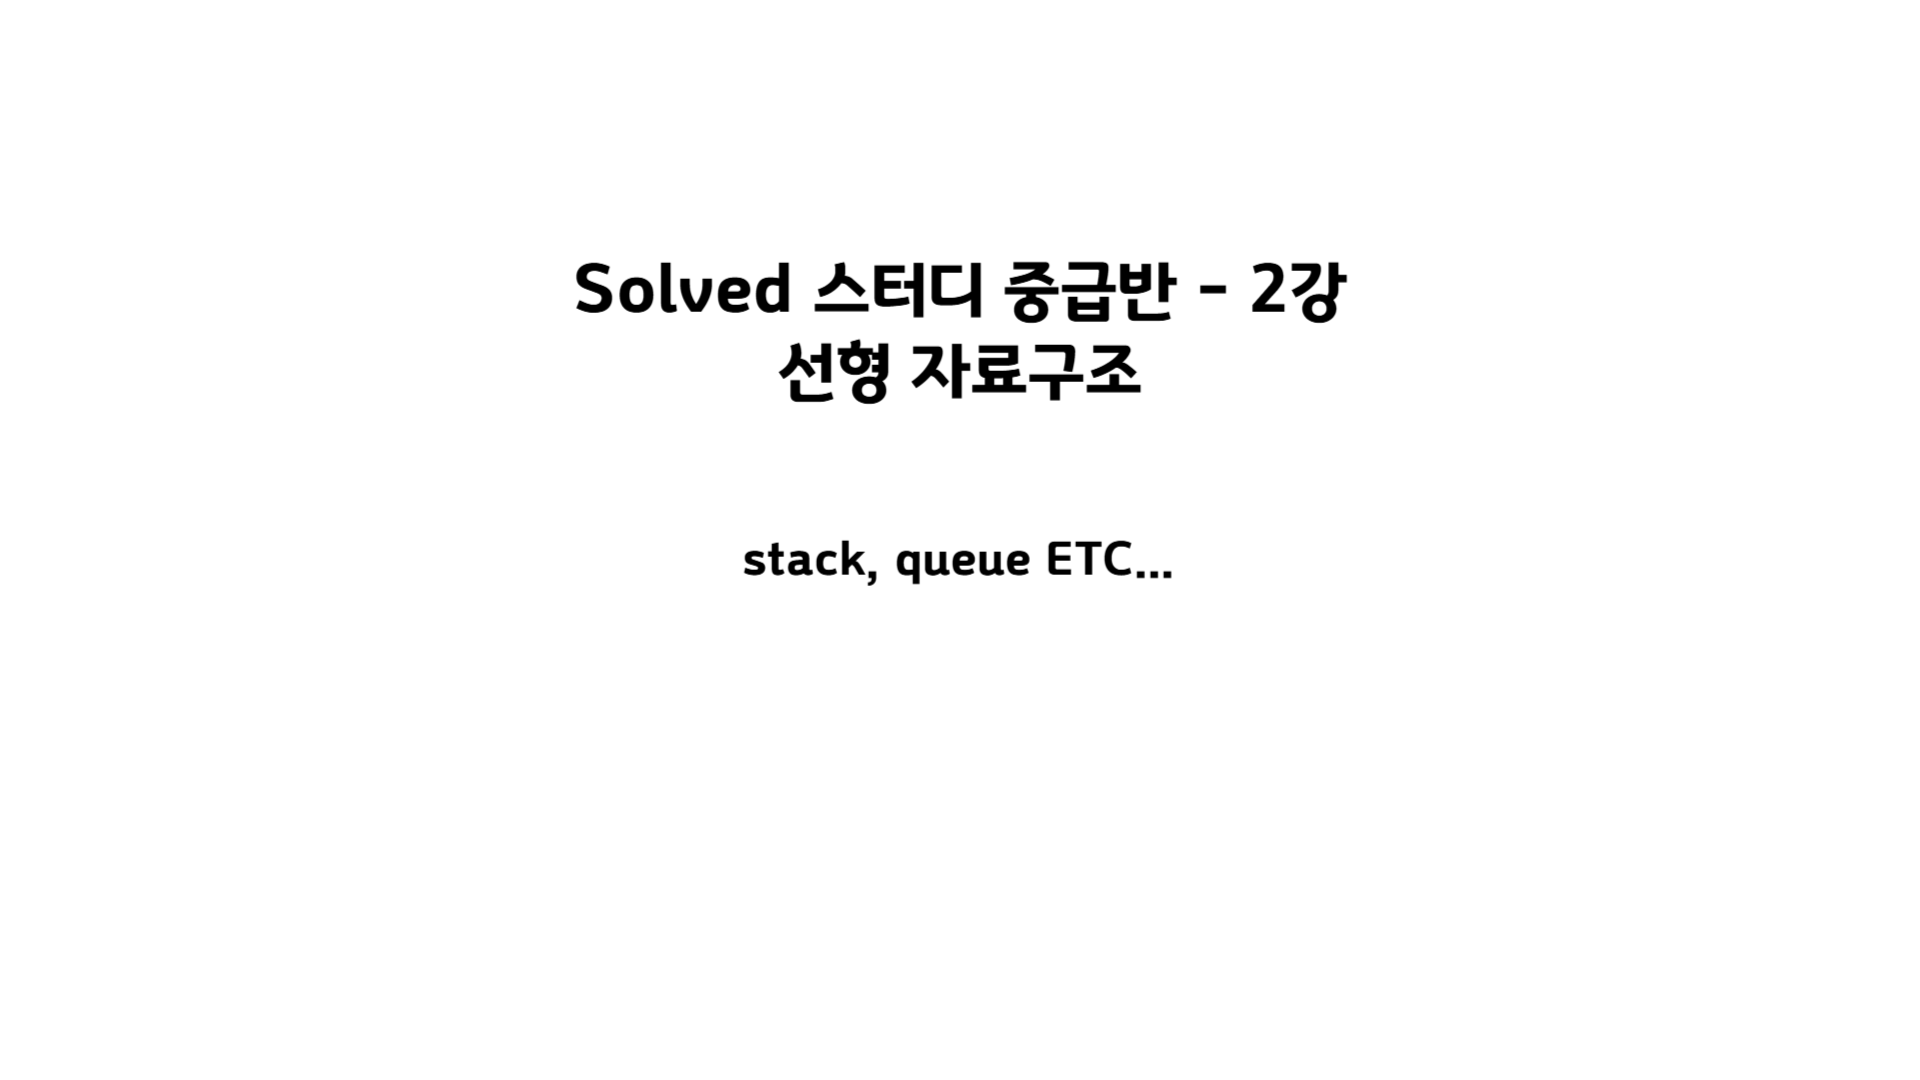 Solved 스터디 중급반 - 2강
선형 자료구조
stack, queue ETC...